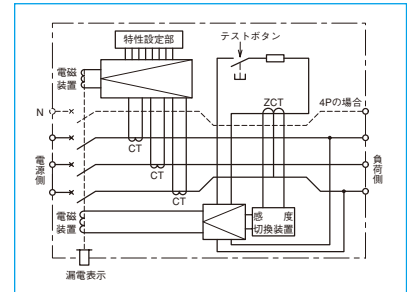 特性設定部
テストボタン
電磁
装置
N
ZCT
4Pの場合
CT
CT
CT
電源側
負荷側
電磁
装置
感度
切換装置
漏電表示